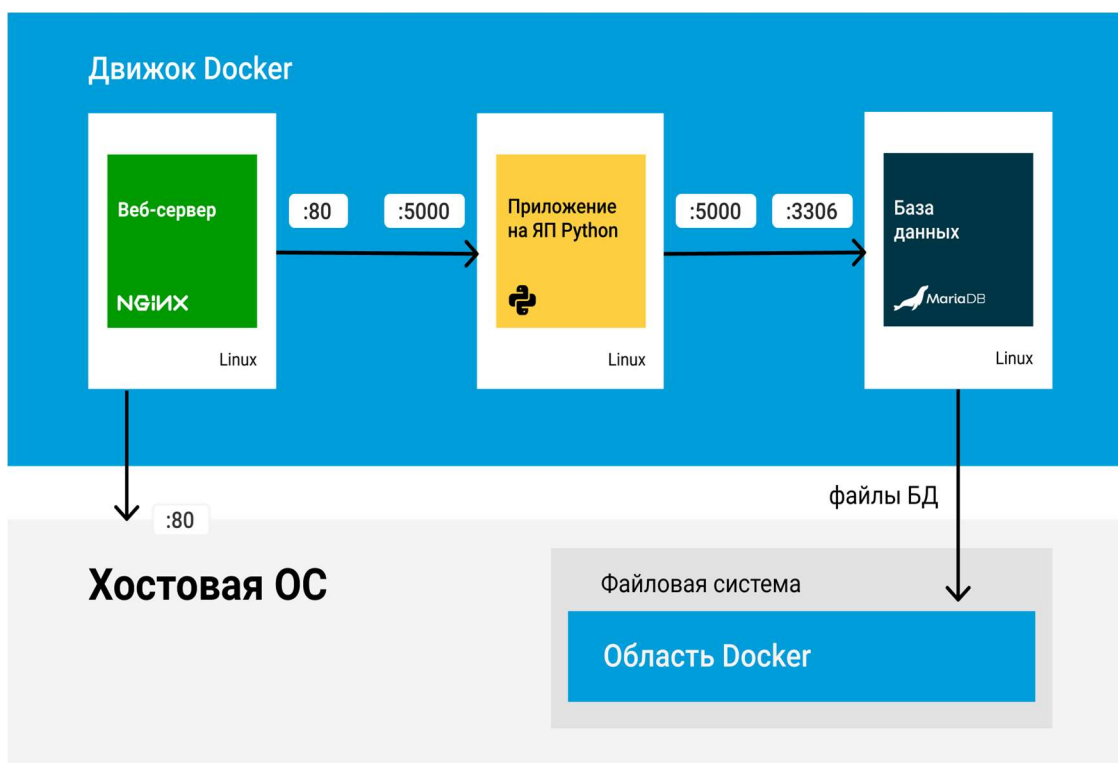 Движок Docker
Веб-сервер
NGINX
Linux
:80
:5000
Приложение
на ЯП Python
Linux
:5000
:3306
База
данных
MariaDB
Linux
:80
файлы БД
Хостовая ОС
Файловая система
Область Docker